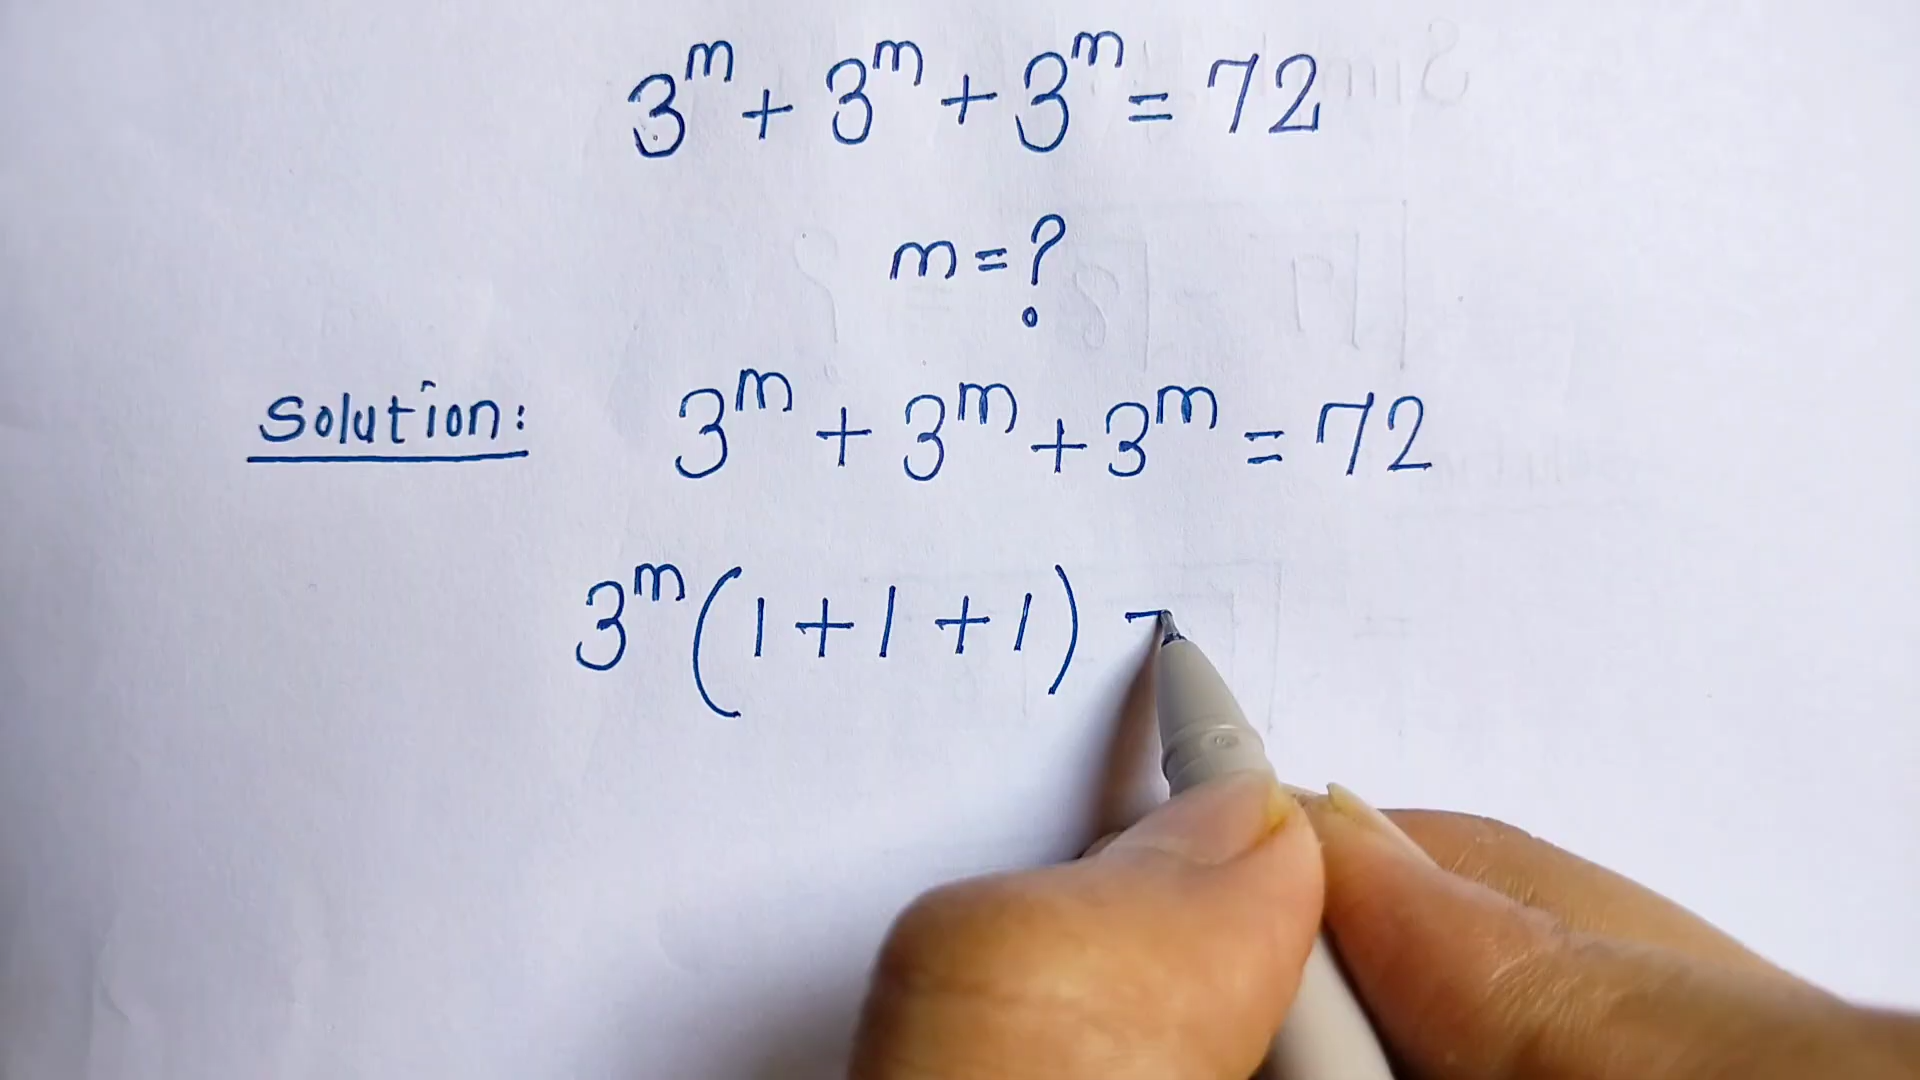 3^m + 3^m + 3^m = 72
m = ?
Solution: 3^m + 3^m + 3^m = 72
3^m (1 + 1 + 1) -